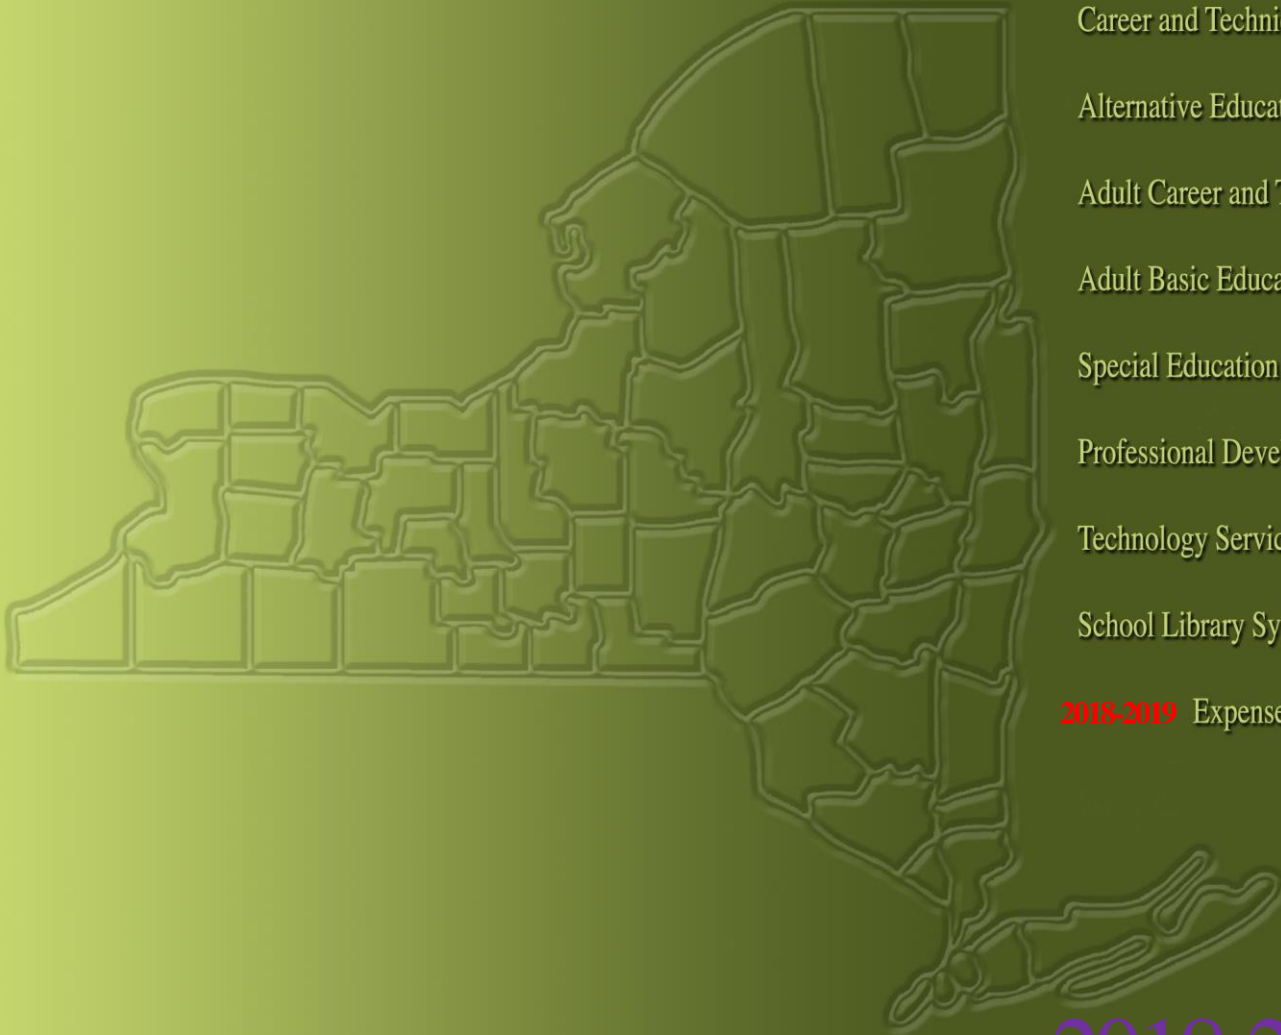 Career and Techni
Alternative Educa
Adult Career and
Adult Basic Educa
Special Education
Professional Deve
Technology Servic
School Library Sy
2018-2019 Expense